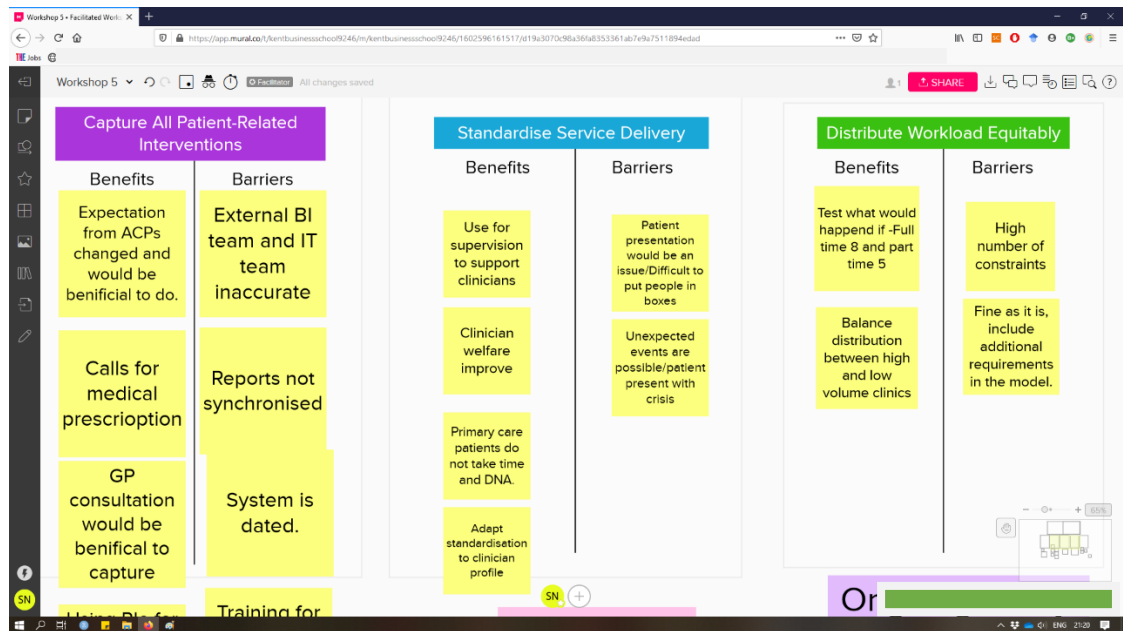 Workshop 5 + Facilitated Works
https://app.mural.co/t/kentbusinessschool9246/m/kentbusinessschool9246/1602596161517/d19a3070c98a36fa8353361ab7e9a7511894edad
Jobs
Workshop 5
Facilitator
All changes saved
1
SHARE
Capture All Patient-Related
Interventions
Benefits
Barriers
Expectation
from ACPs
changed and
would be
benificial to do.
External BI
team and IT
team
inaccurate
Calls for
medical
prescrioption
Reports not
synchronised
GP
consultation
would be
benifical to
capture
System is
dated.
Training for
Standardise Service Delivery
Benefits
Barriers
Use for
supervision
to support
clinicians
Patient
presentation
would be an
issue/Difficult to
put people in
boxes
Clinician
welfare
improve
Unexpected
events are
possible/patient
present with
crisis
Primary care
patients do
not take time
and DNA.
Adapt
standardisation
to clinician
profile
Distribute Workload Equitably
Benefits
Barriers
Test what would
happend if -Full
time 8 and part
time 5
High
number of
constraints
Balance
distribution
between high
and low
volume clinics
Fine as it is,
include
additional
requirements
in the model.
65%
SN
SN
ENG
21:20